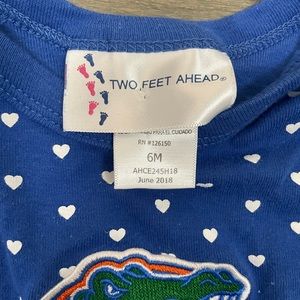 TWO FEET AHEAD®
RN #126150
6M
AHCE245H18
June 2018